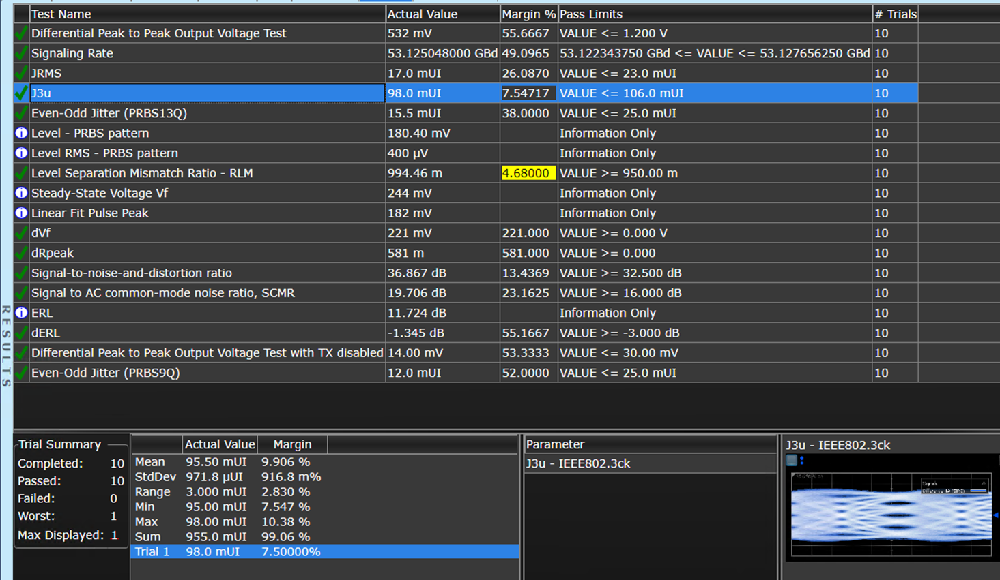 Test Name Actual Value Margin % Pass Limits # Trials
Differential Peak to Peak Output Voltage Test 532 mV 55.6667 VALUE <= 1.200 V 10
Signaling Rate 53.125048000 GBd 49.0965 53.122343750 GBd <= VALUE <= 53.127656250 GBd 10
JRMS 17.0 mUI 26.0870 VALUE <= 23.0 mUI 10
J3u 98.0 mUI 7.54717 VALUE <= 106.0 mUI 10
Even-Odd Jitter (PRBS13Q) 15.5 mUI 38.0000 VALUE <= 25.0 mUI 10
Level - PRBS pattern 180.40 mV Information Only 10
Level RMS - PRBS pattern 400 µV Information Only 10
Level Separation Mismatch Ratio - RLM 994.46 m 4.68000 VALUE >= 950.00 m 10
Steady-State Voltage Vf 244 mV Information Only 10
Linear Fit Pulse Peak 182 mV Information Only 10
dVf 221 mV 221.000 VALUE >= 0.000 V 10
dRpeak 581 m 581.000 VALUE >= 0.000 10
Signal-to-noise-and-distortion ratio 36.867 dB 13.4369 VALUE >= 32.500 dB 10
Signal to AC common-mode noise ratio, SCMR 19.706 dB 23.1625 VALUE >= 16.000 dB 10
ERL 11.724 dB Information Only 10
dERL -1.345 dB 55.1667 VALUE >= -3.000 dB 10
Differential Peak to Peak Output Voltage Test with TX disabled 14.00 mV 53.3333 VALUE <= 30.00 mV 10
Even-Odd Jitter (PRBS9Q) 12.0 mUI 52.0000 VALUE <= 25.0 mUI 10
RESULTS
Trial Summary
Completed: 10
Passed: 10
Failed: 0
Worst: 1
Max Displayed: 1
Actual Value Margin
Mean 95.50 mUI 9.906 %
StdDev 971.8 µUI 916.8 m%
Range 3.000 mUI 2.830 %
Min 95.00 mUI 7.547 %
Max 98.00 mUI 10.38 %
Sum 955.0 mUI 99.06 %
Trial 1 98.0 mUI 7.50000%
Parameter
J3u - IEEE802.3ck
J3u - IEEE802.3ck